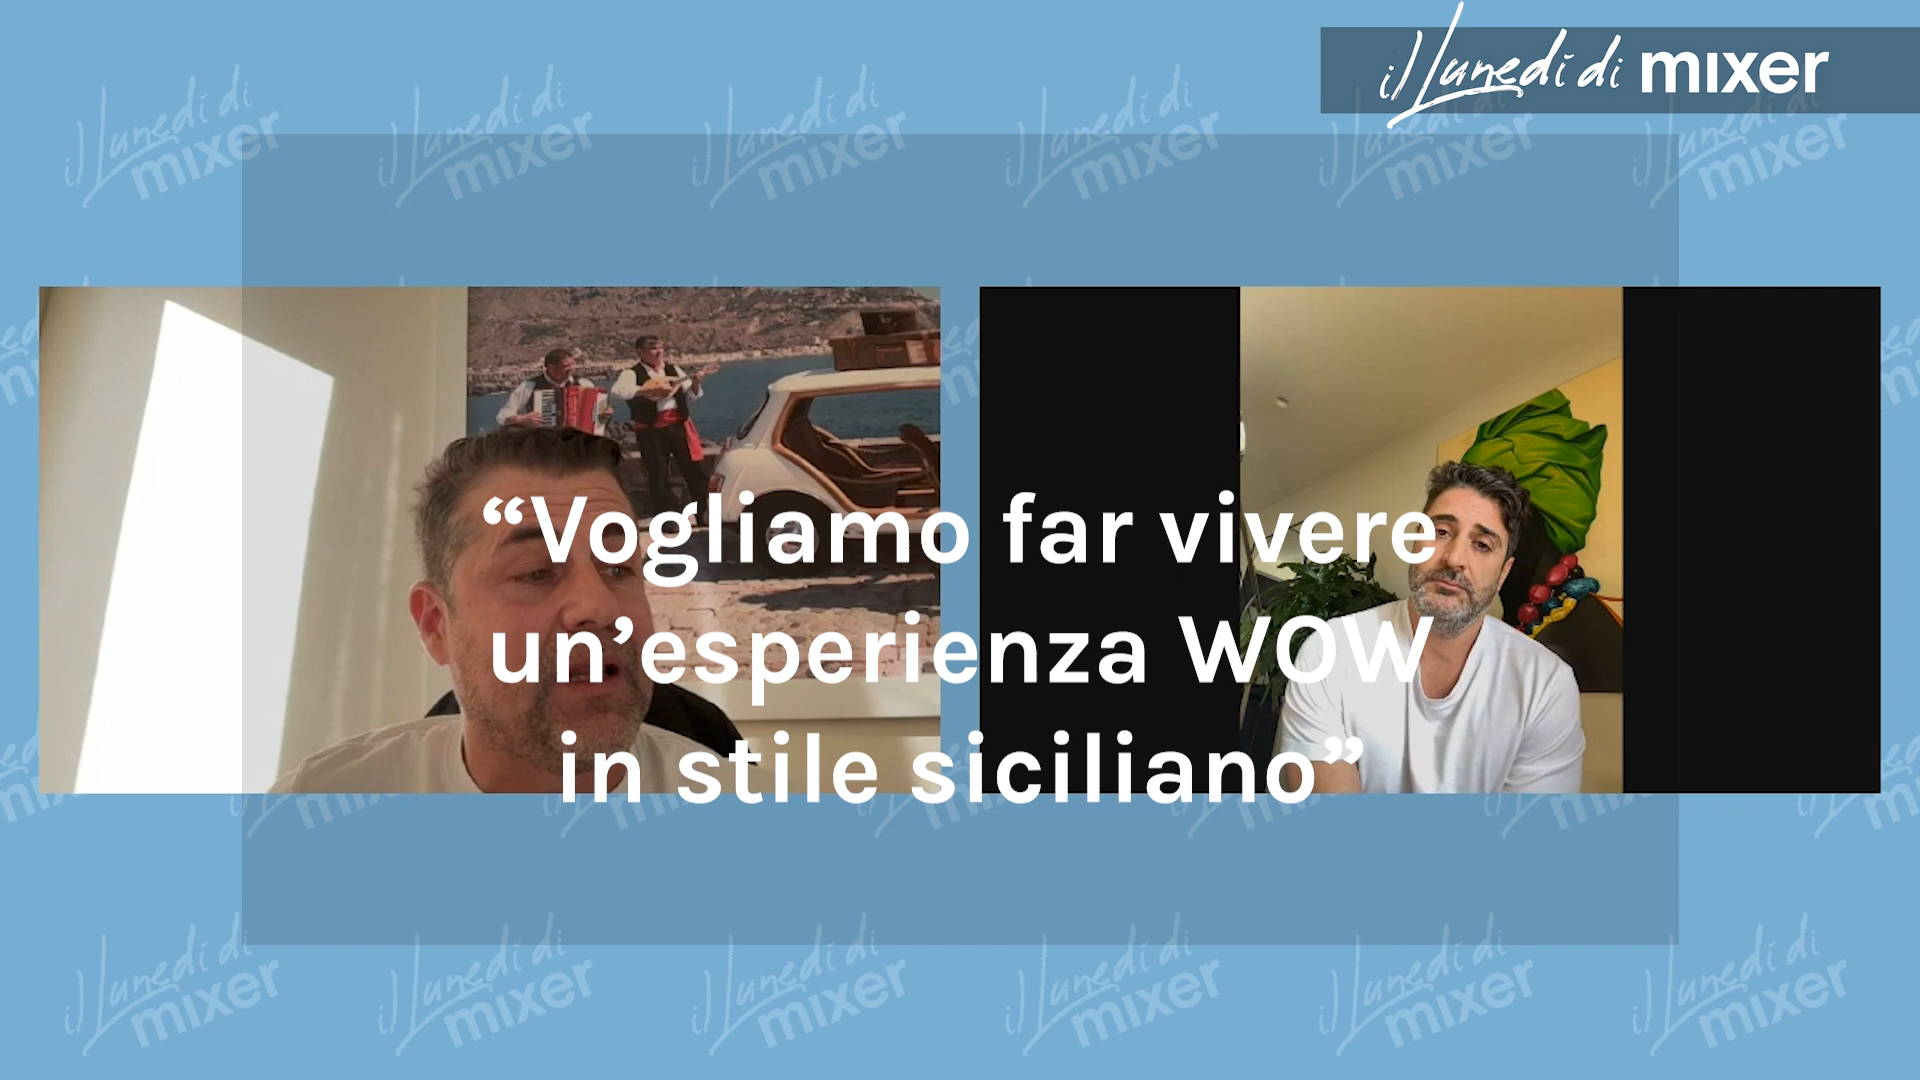 il Lunedì di mixer
“Vogliamo far vivere
un’esperienza WOW
in stile siciliano”